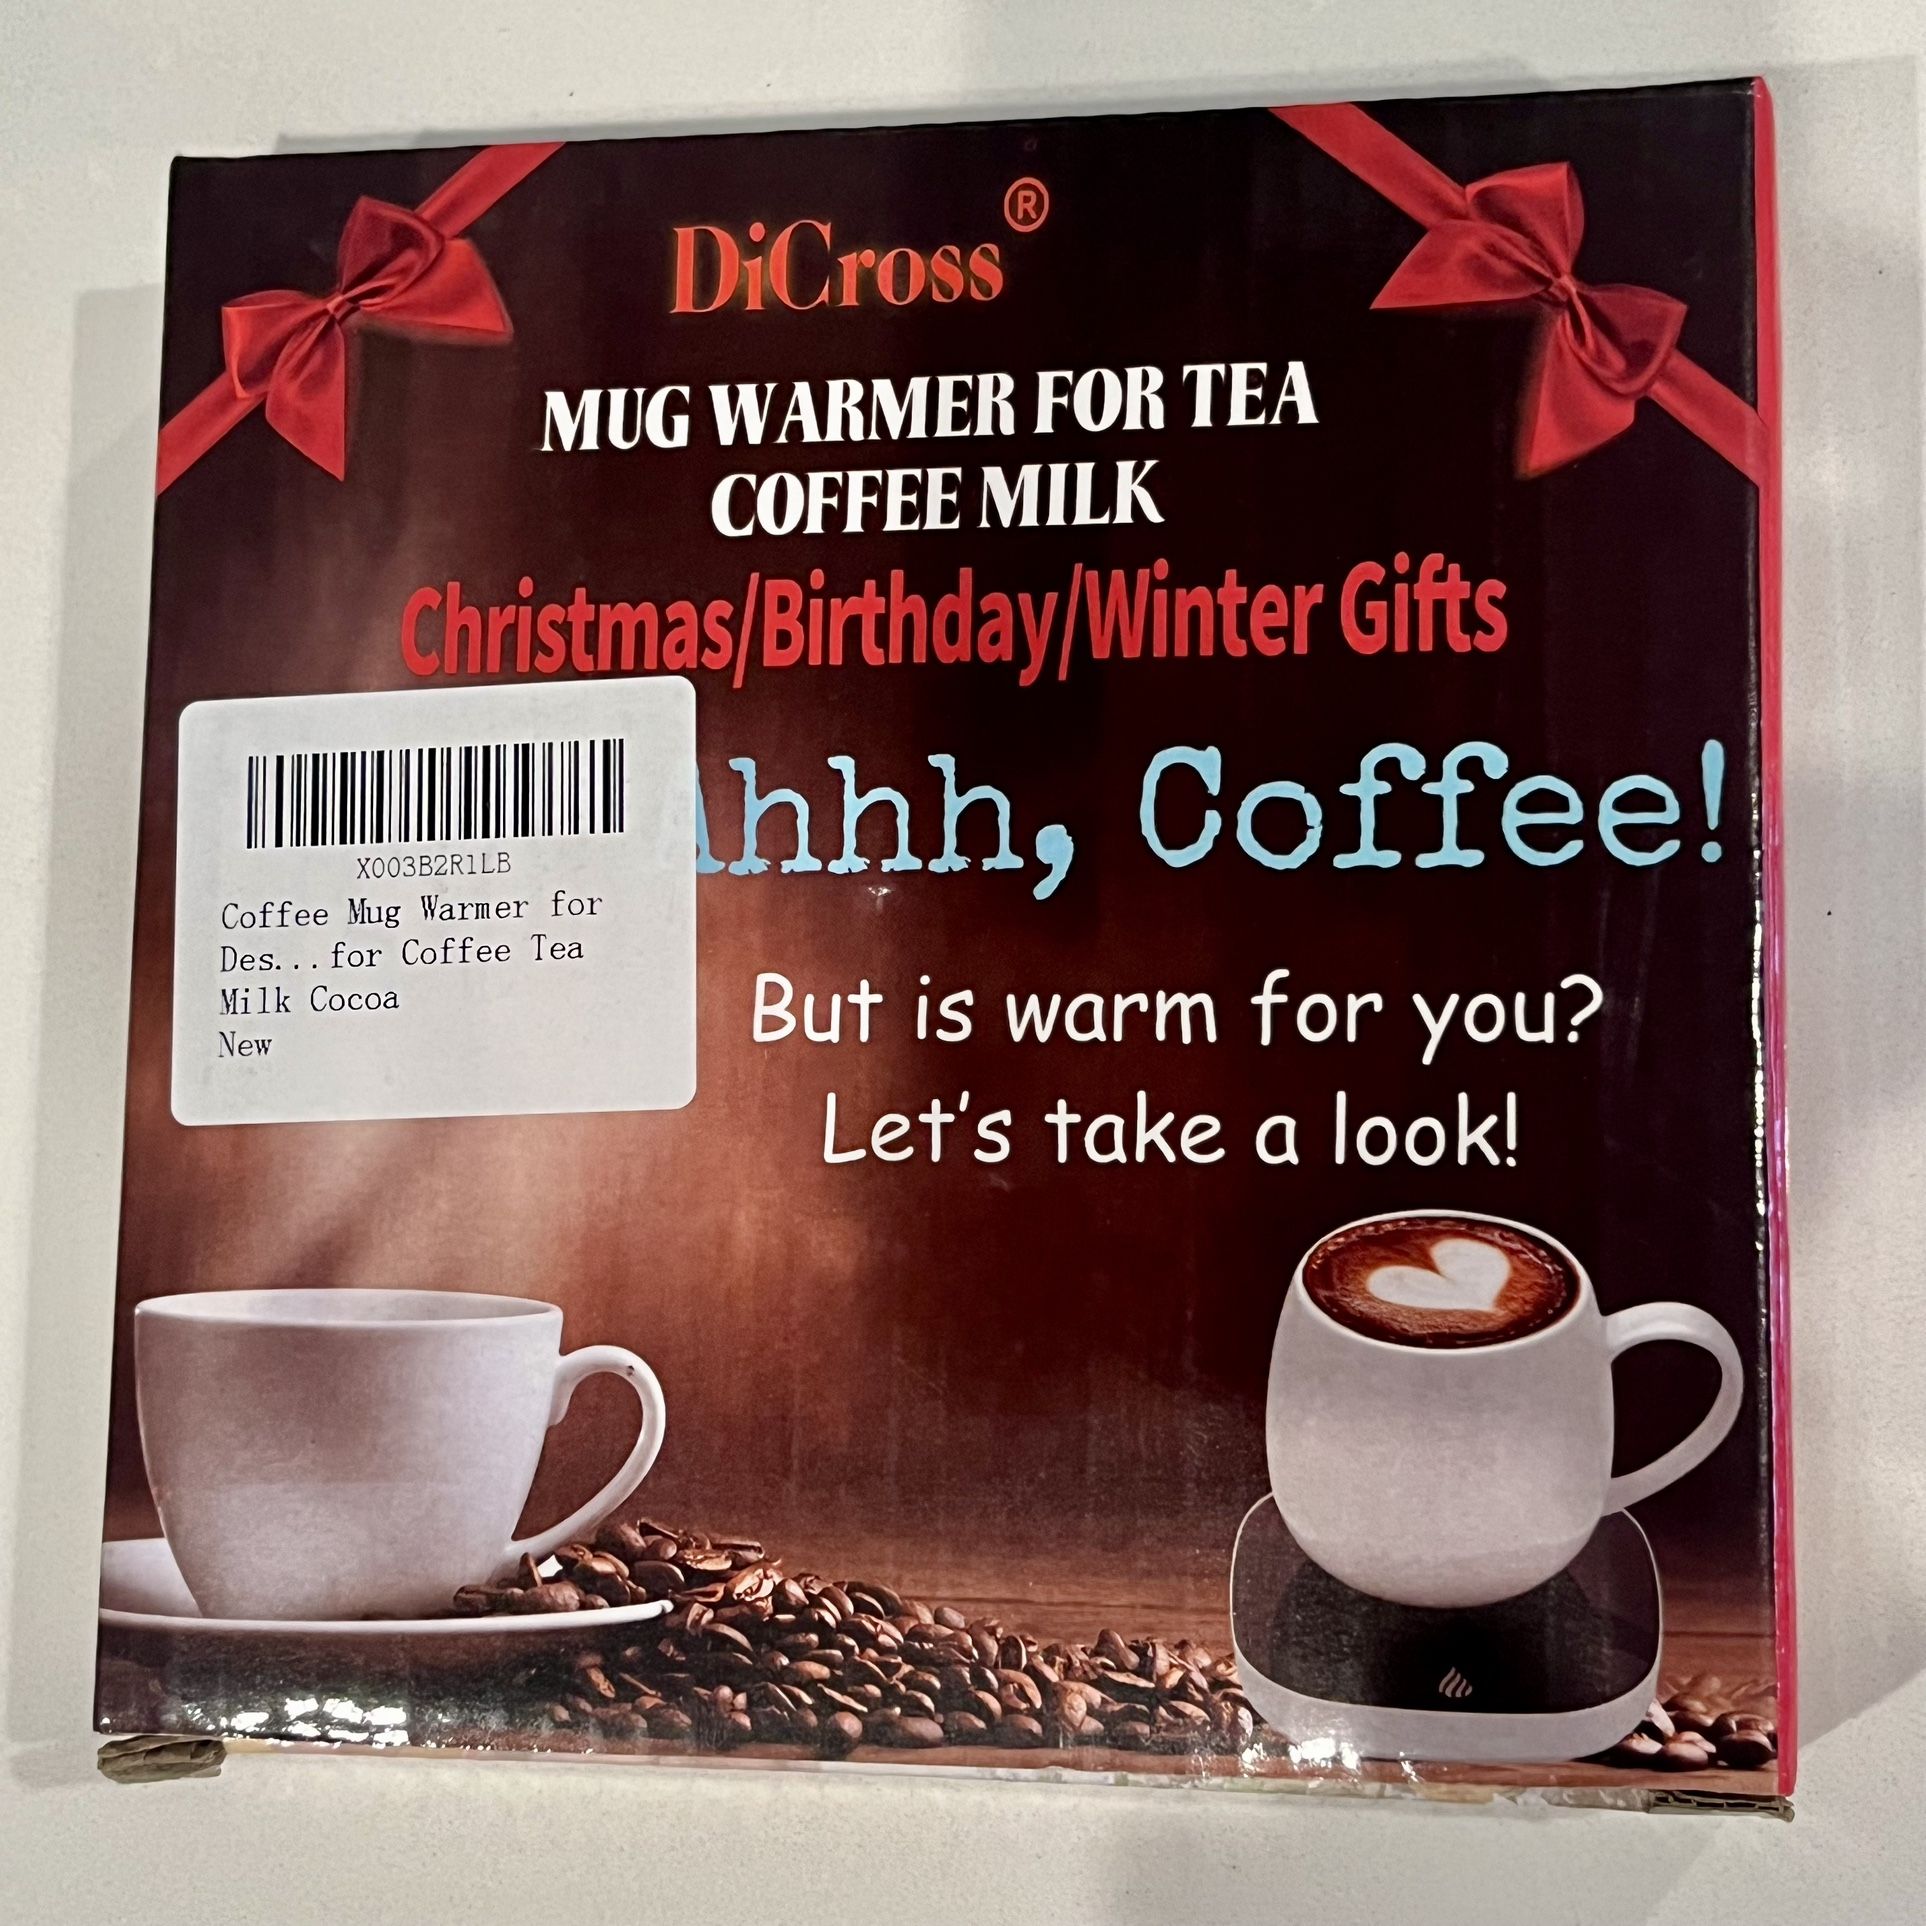 DiCross®
MUG WARMER FOR TEA
COFFEE MILK
Christmas/Birthday/Winter Gifts
Ahhh, Coffee!
X003B2R1LB
Coffee Mug Warmer for
Des...for Coffee Tea
Milk Cocoa
New
But is warm for you?
Let's take a look!